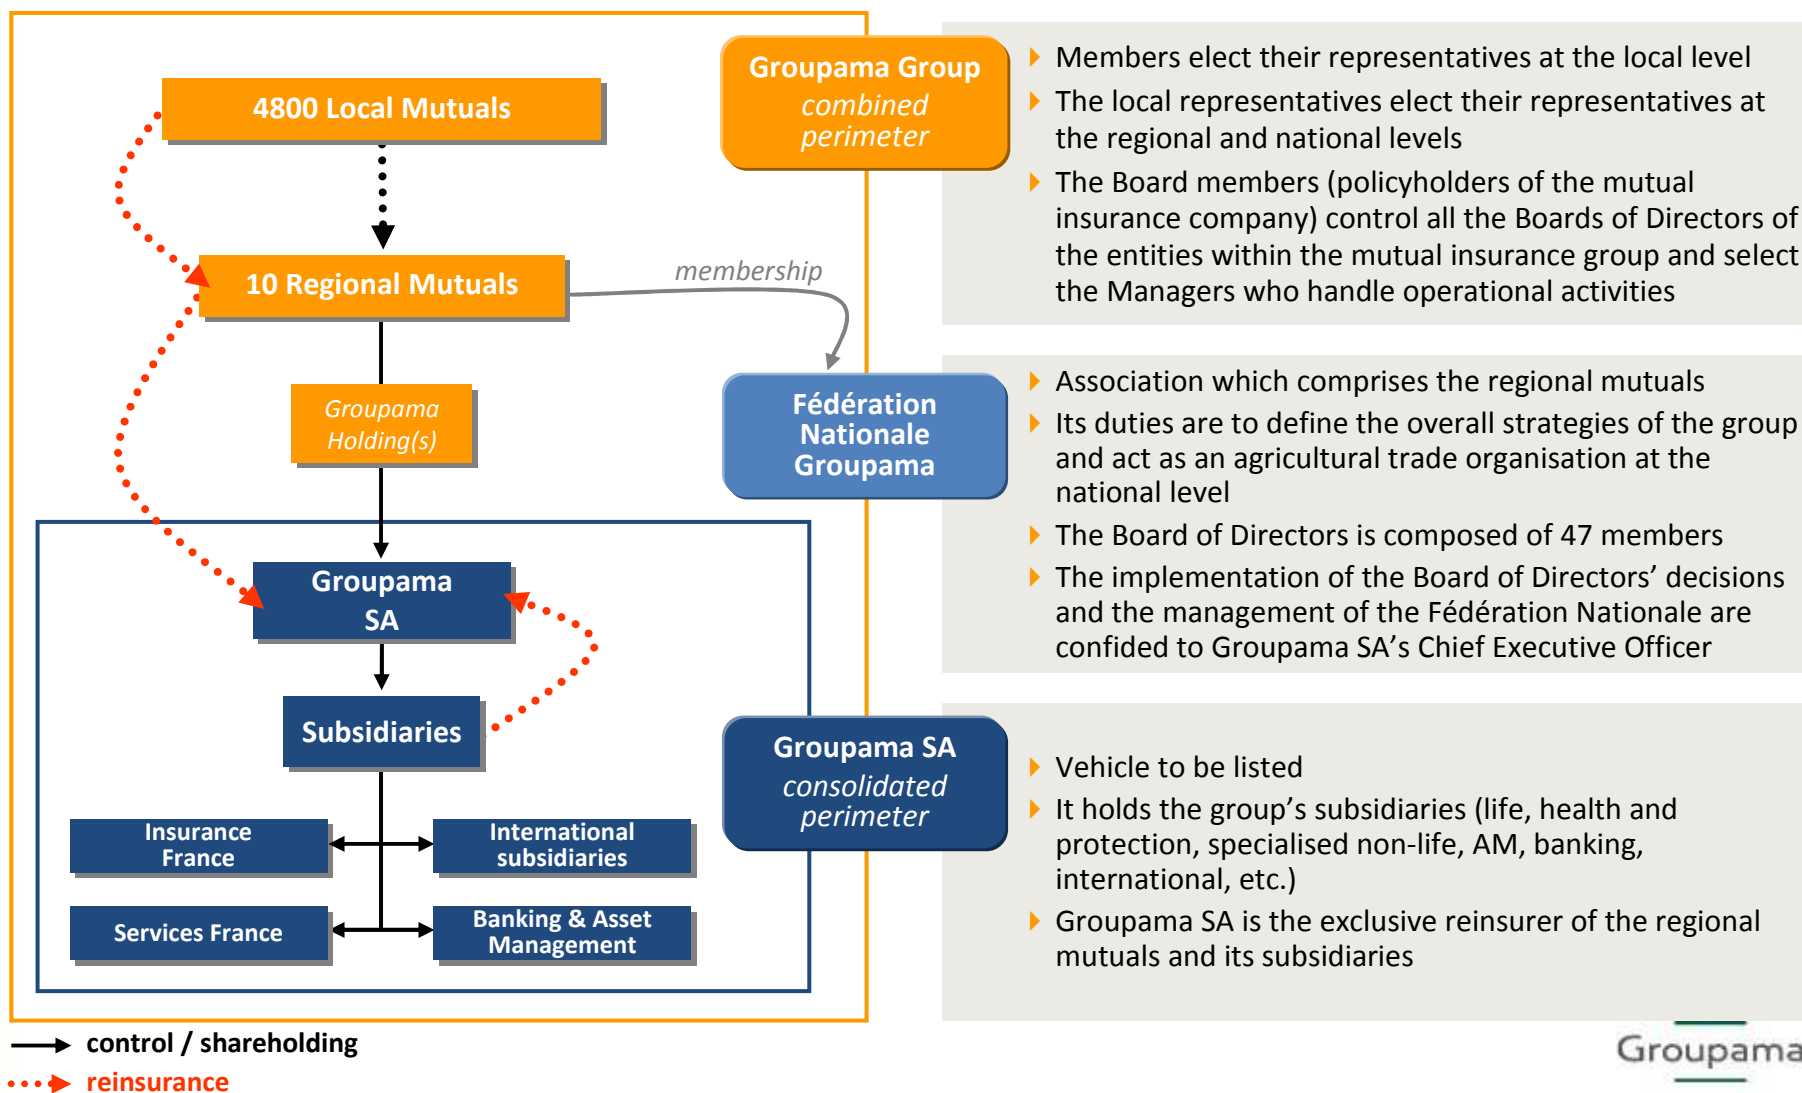 4800 Local Mutuals
10 Regional Mutuals
membership
Groupama
Holding(s)
Groupama
SA
Subsidiaries
Insurance
France
International
subsidiaries
Services France
Banking & Asset
Management
control / shareholding
reinsurance
Groupama Group
combined
perimeter
Members elect their representatives at the local level
The local representatives elect their representatives at
the regional and national levels
The Board members (policyholders of the mutual
insurance company) control all the Boards of Directors of
the entities within the mutual insurance group and select
the Managers who handle operational activities
Fédération
Nationale
Groupama
Association which comprises the regional mutuals
Its duties are to define the overall strategies of the group
and act as an agricultural trade organisation at the
national level
The Board of Directors is composed of 47 members
The implementation of the Board of Directors’ decisions
and the management of the Fédération Nationale are
confided to Groupama SA’s Chief Executive Officer
Groupama SA
consolidated
perimeter
Vehicle to be listed
It holds the group’s subsidiaries (life, health and
protection, specialised non-life, AM, banking,
international, etc.)
Groupama SA is the exclusive reinsurer of the regional
mutuals and its subsidiaries
Groupama